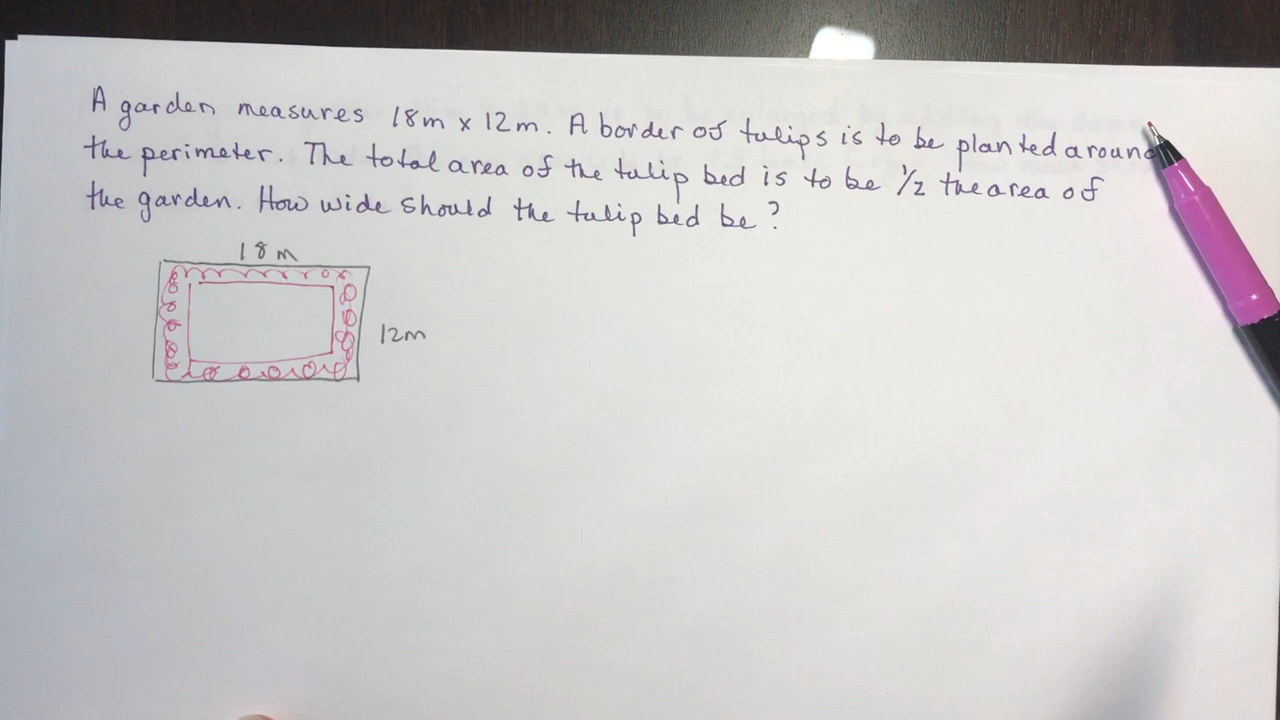 A garden measures 18m x 12m. A border of tulips is to be planted around
the perimeter. The total area of the tulip bed is to be 1/2 the area of
the garden. How wide should the tulip bed be?
18m
12m